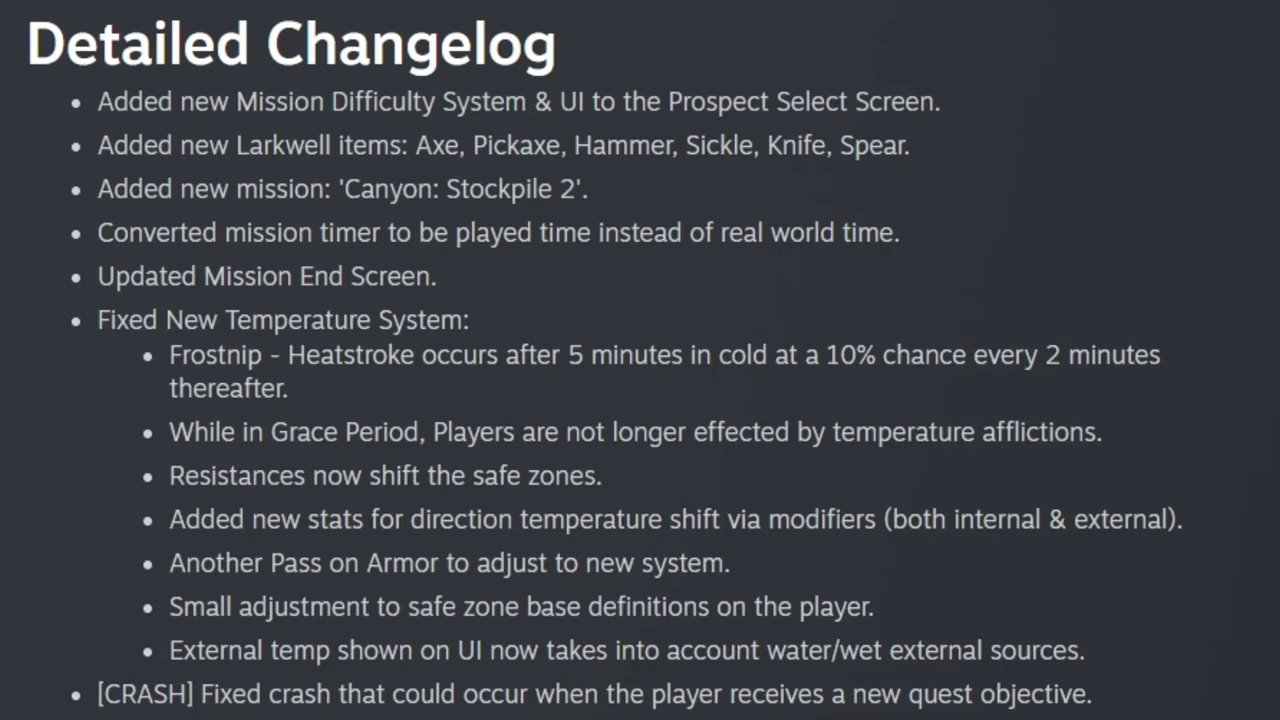 Detailed Changelog
• Added new Mission Difficulty System & UI to the Prospect Select Screen.
• Added new Larkwell items: Axe, Pickaxe, Hammer, Sickle, Knife, Spear.
• Added new mission: 'Canyon: Stockpile 2'.
• Converted mission timer to be played time instead of real world time.
• Updated Mission End Screen.
• Fixed New Temperature System:
• Frostnip - Heatstroke occurs after 5 minutes in cold at a 10% chance every 2 minutes
thereafter.
• While in Grace Period, Players are not longer effected by temperature afflictions.
• Resistances now shift the safe zones.
• Added new stats for direction temperature shift via modifiers (both internal & external).
• Another Pass on Armor to adjust to new system.
• Small adjustment to safe zone base definitions on the player.
• External temp shown on UI now takes into account water/wet external sources.
• [CRASH] Fixed crash that could occur when the player receives a new quest objective.